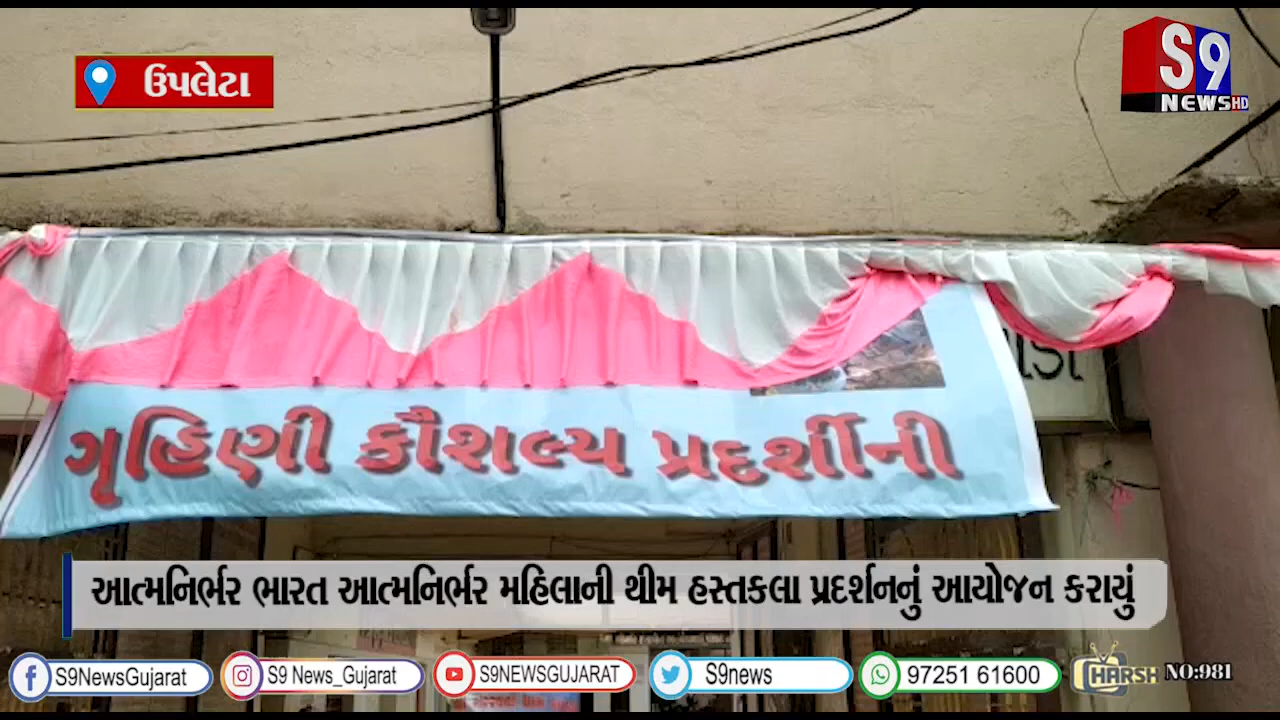 ઉપલેટા
S9
NEWS HD
ગૃહિણી કૌશલ્ય પ્રદર્શીની
આત્મનિર્ભર ભારત આત્મનિર્ભર મહિલાની થીમ હસ્તકલા પ્રદર્શનનું આયોજન કરાયું
S9NewsGujarat S9 News_Gujarat S9NEWSGUJARAT S9news 97251 61600 CHARSH NO:981